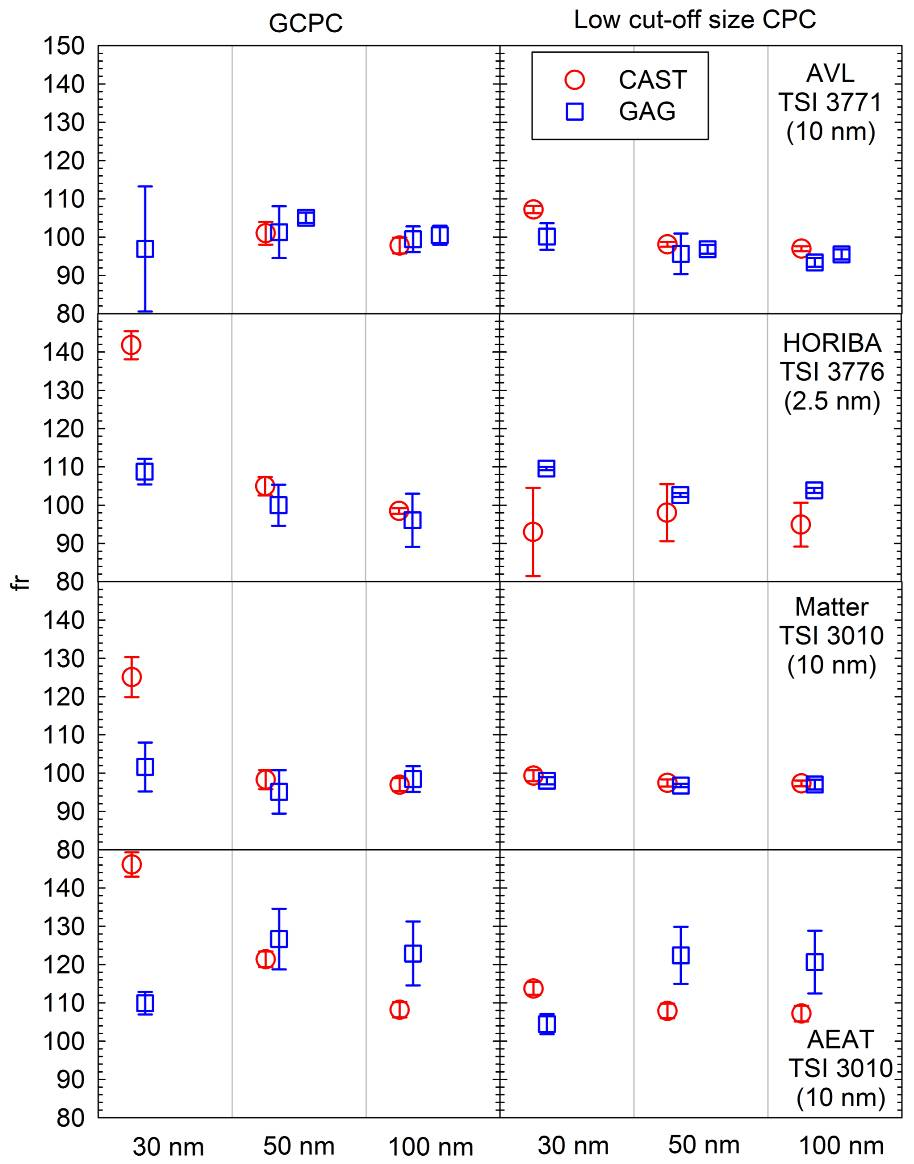 GCPC
Low cut-off size CPC
150
140
130
120
110
100
90
80
CAST
GAG
AVL
TSI 3771
(10 nm)
140
130
120
110
100
90
80
HORIBA
TSI 3776
(2.5 nm)
fr
140
130
120
110
100
90
80
Matter
TSI 3010
(10 nm)
140
130
120
110
100
90
80
AEAT
TSI 3010
(10 nm)
30 nm
50 nm
100 nm
30 nm
50 nm
100 nm